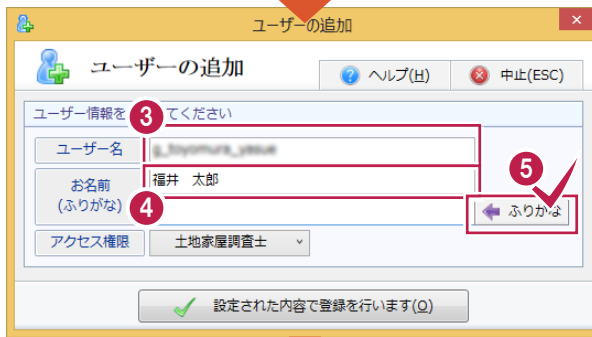 ユーザーの追加
ユーザーの追加
ヘルプ(H)
中止(ESC)
ユーザー情報を
3
てください
ユーザー名
お名前
(ふりがな)
福井 太郎
4
5
ふりがな
アクセス権限
土地家屋調査士
設定された内容で登録を行います(O)